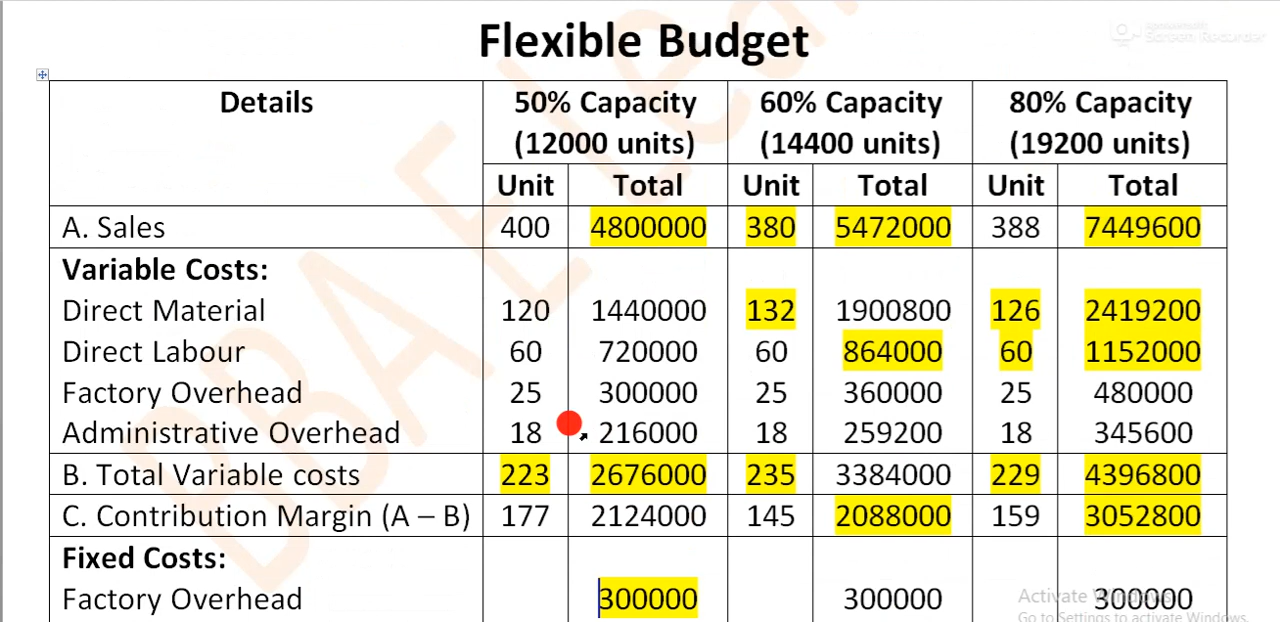 Flexible Budget
Details 50% Capacity 60% Capacity 80% Capacity
(12000 units) (14400 units) (19200 units)
Unit Total Unit Total Unit Total
A. Sales 400 4800000 380 5472000 388 7449600
Variable Costs:
Direct Material 120 1440000 132 1900800 126 2419200
Direct Labour 60 720000 60 864000 60 1152000
Factory Overhead 25 300000 25 360000 25 480000
Administrative Overhead 18 216000 18 259200 18 345600
B. Total Variable costs 223 2676000 235 3384000 229 4396800
C. Contribution Margin (A – B) 177 2124000 145 2088000 159 3052800
Fixed Costs:
Factory Overhead 300000 300000 300000
Activate Windows
Go to Settings to activate Windows.
Screen Recorder
BBA